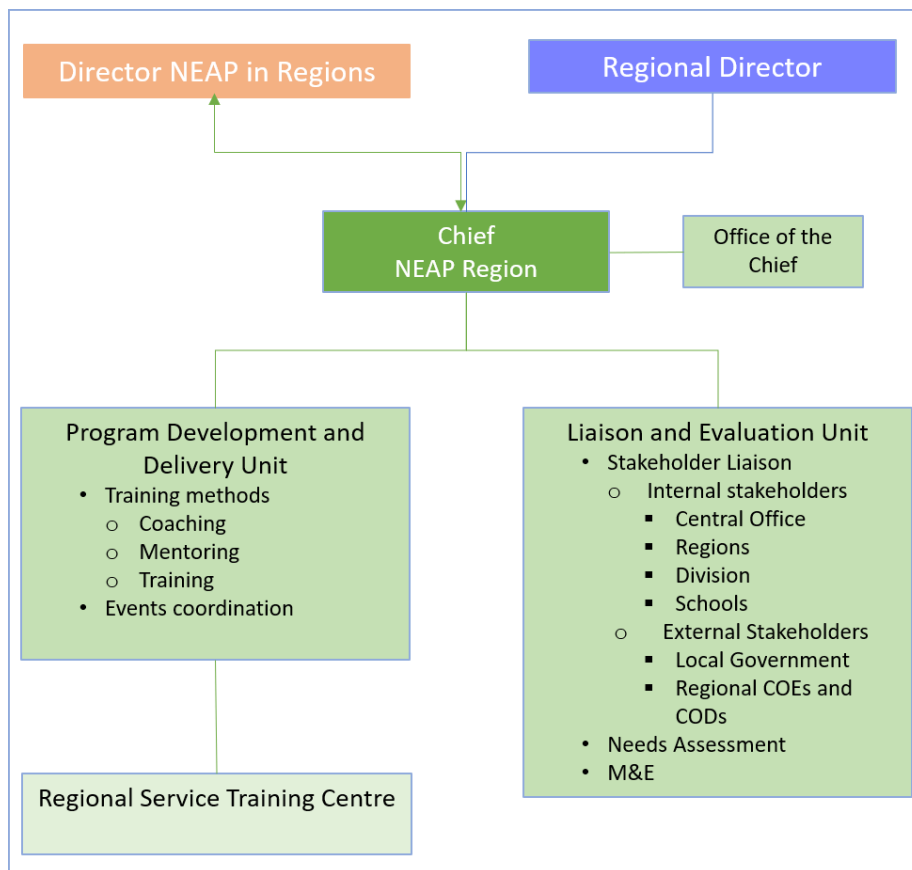 Director NEAP in Regions
Regional Director
Chief
NEAP Region
Office of the
Chief
Program Development and
Delivery Unit
• Training methods
o Coaching
o Mentoring
o Training
• Events coordination
Liaison and Evaluation Unit
• Stakeholder Liaison
o Internal stakeholders
▪ Central Office
▪ Regions
▪ Division
▪ Schools
o External Stakeholders
▪ Local Government
▪ Regional COEs and
CODs
• Needs Assessment
• M&E
Regional Service Training Centre